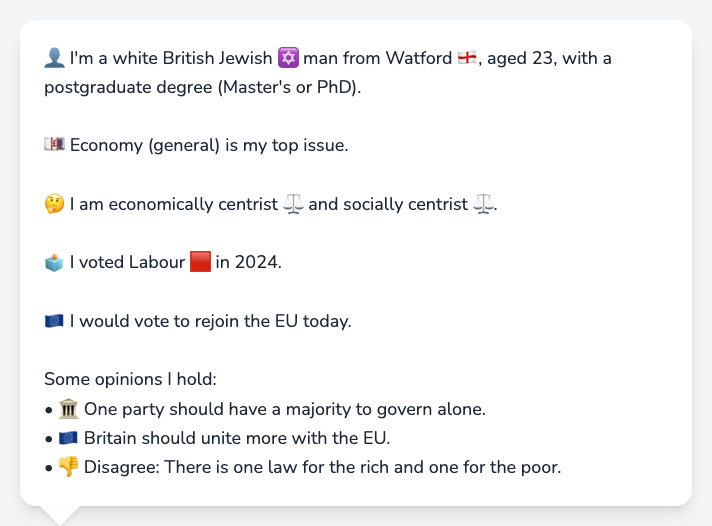 👤 I'm a white British Jewish ✡️ man from Watford 🏴󠁧󠁢󠁥󠁮󠁧󠁿, aged 23, with a
postgraduate degree (Master's or PhD).
💷 Economy (general) is my top issue.
🤔 I am economically centrist ⚖️ and socially centrist ⚖️.
🗳️ I voted Labour 🟥 in 2024.
🇪🇺 I would vote to rejoin the EU today.
Some opinions I hold:
• 🏛️ One party should have a majority to govern alone.
• 🇪🇺 Britain should unite more with the EU.
• 👎 Disagree: There is one law for the rich and one for the poor.